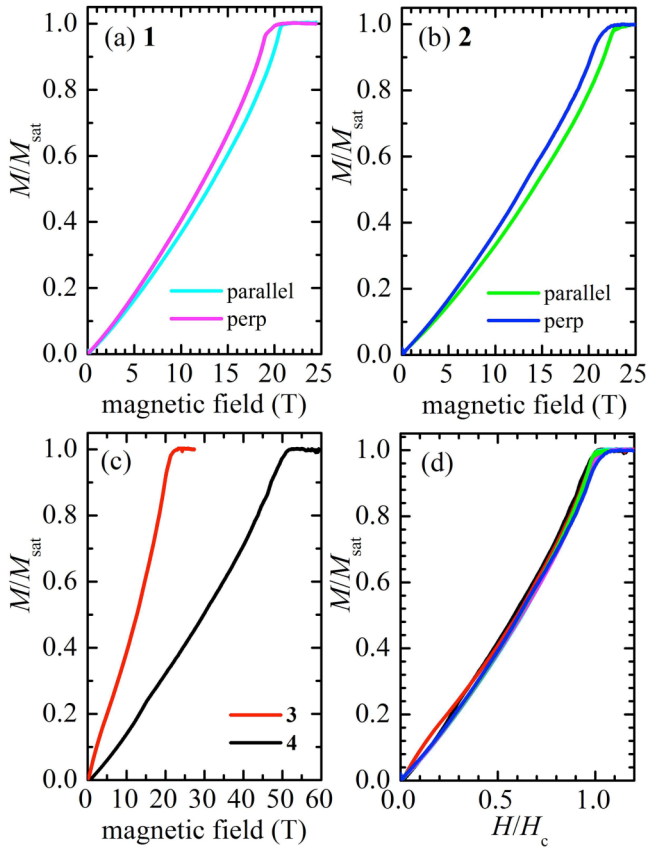 (a) 1
M/Msat
1.0
0.8
0.6
0.4
0.2
0.0
parallel
perp
0 5 10 15 20 25
magnetic field (T)
(b) 2
M/Msat
1.0
0.8
0.6
0.4
0.2
0.0
parallel
perp
0 5 10 15 20 25
magnetic field (T)
(c)
M/Msat
1.0
0.8
0.6
0.4
0.2
0.0
3
4
0 10 20 30 40 50 60
magnetic field (T)
(d)
M/Msat
1.0
0.8
0.6
0.4
0.2
0.0
0.0 0.5 1.0
H/Hc